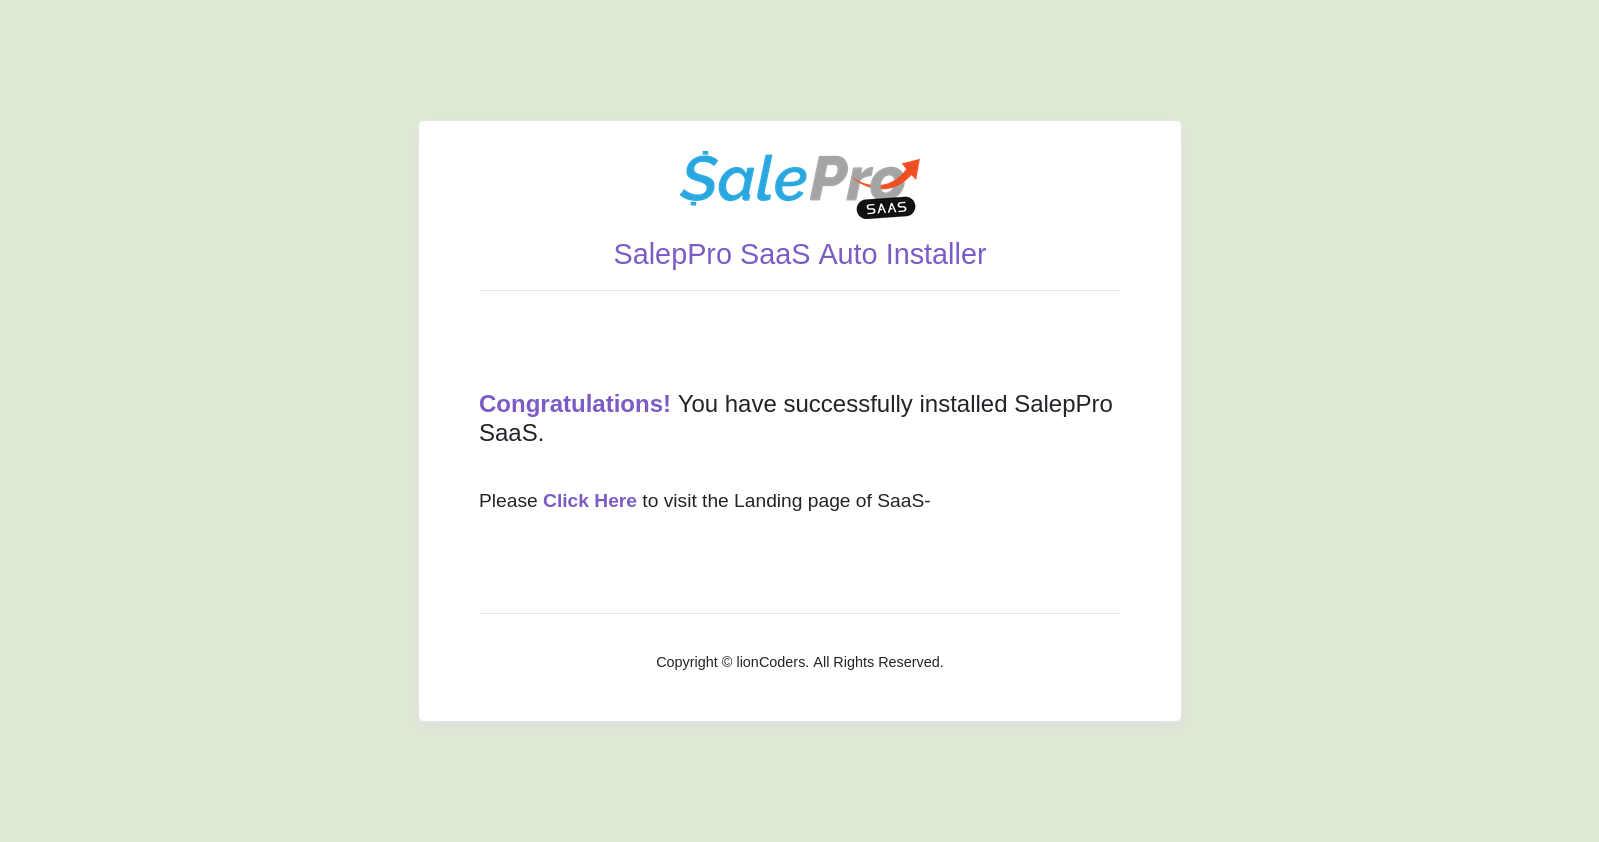 $alePro
SAAS
SalepPro SaaS Auto Installer
Congratulations! You have successfully installed SalepPro
SaaS.
Please Click Here to visit the Landing page of SaaS-
Copyright © lionCoders. All Rights Reserved.